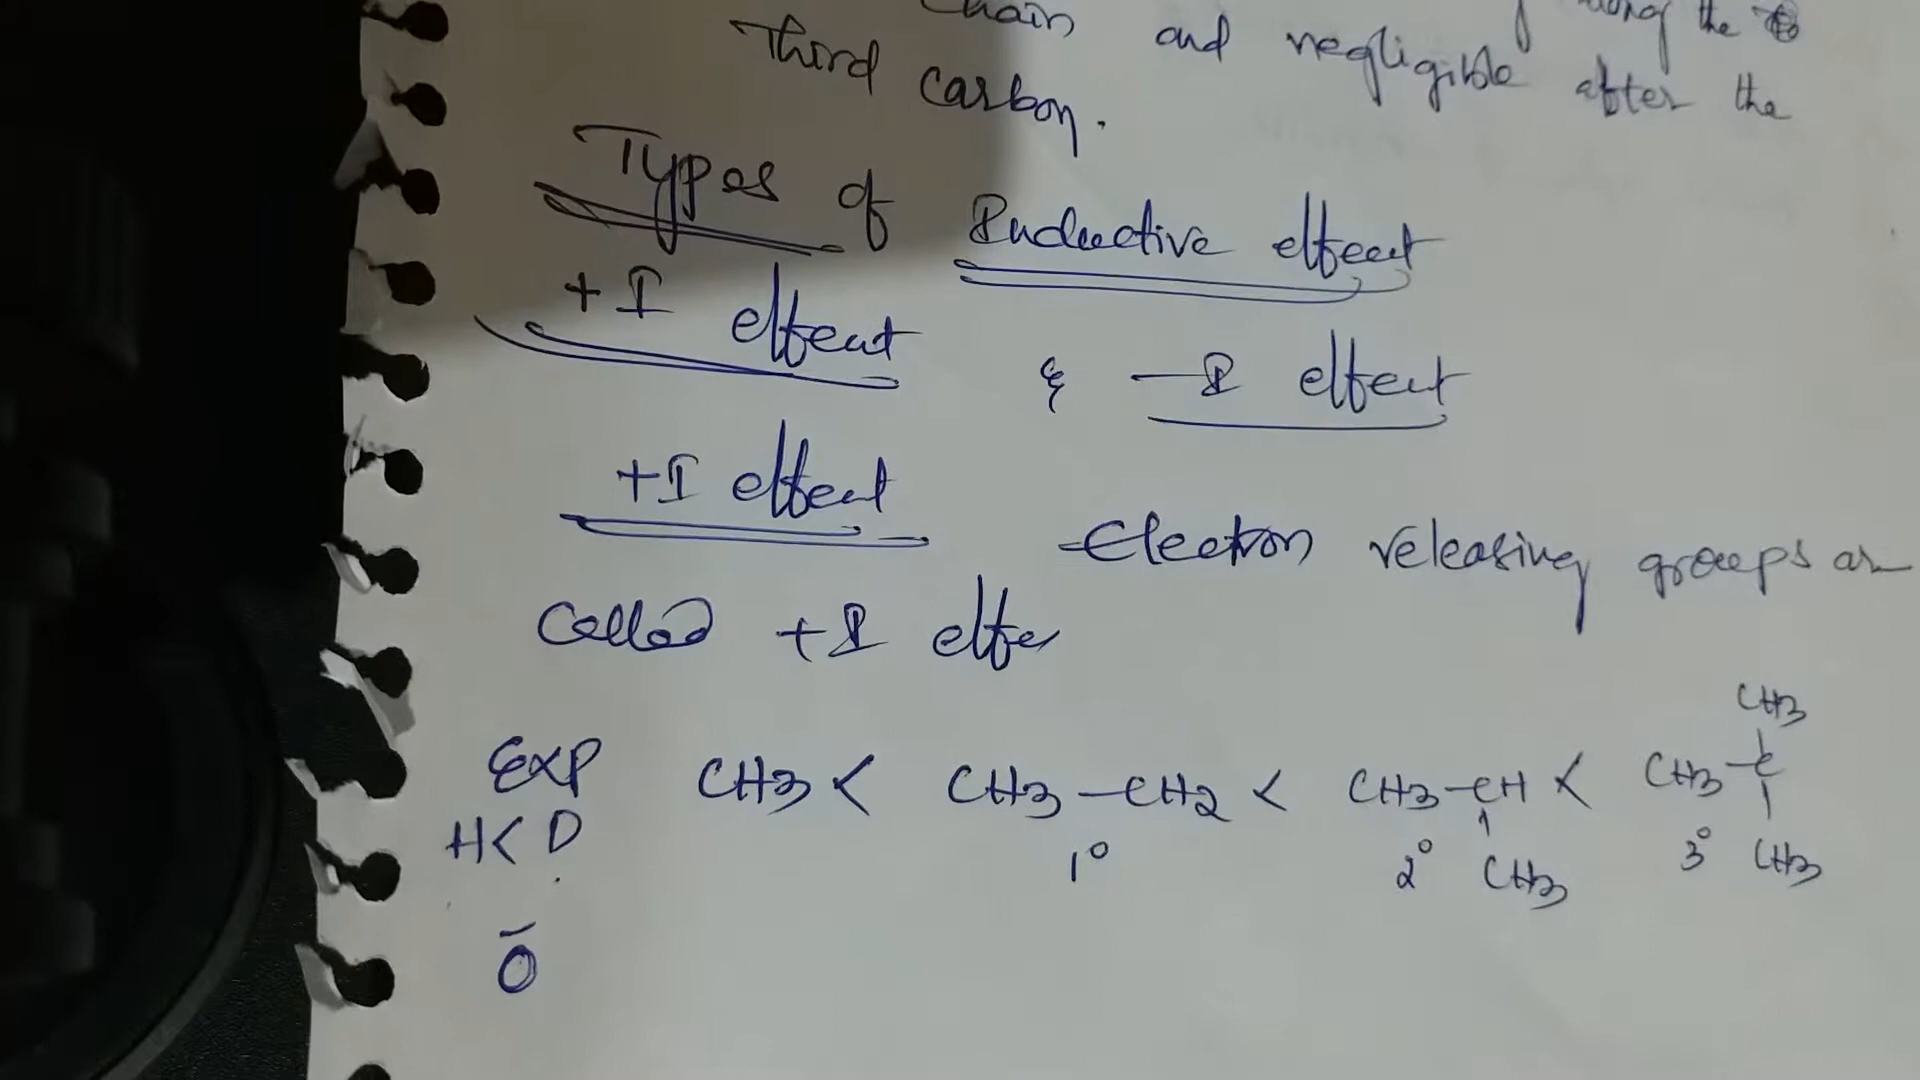 chain and negligible after the
Third carbon.
Types of Inductive effect
+I effect & -I effect
+I effect Electron releasing groups are
called +I effe
Exp CH3 < CH3-CH2 < CH3-CH < CH3-C
CH3
H < D 1° 2° CH3 3° CH3
Ō